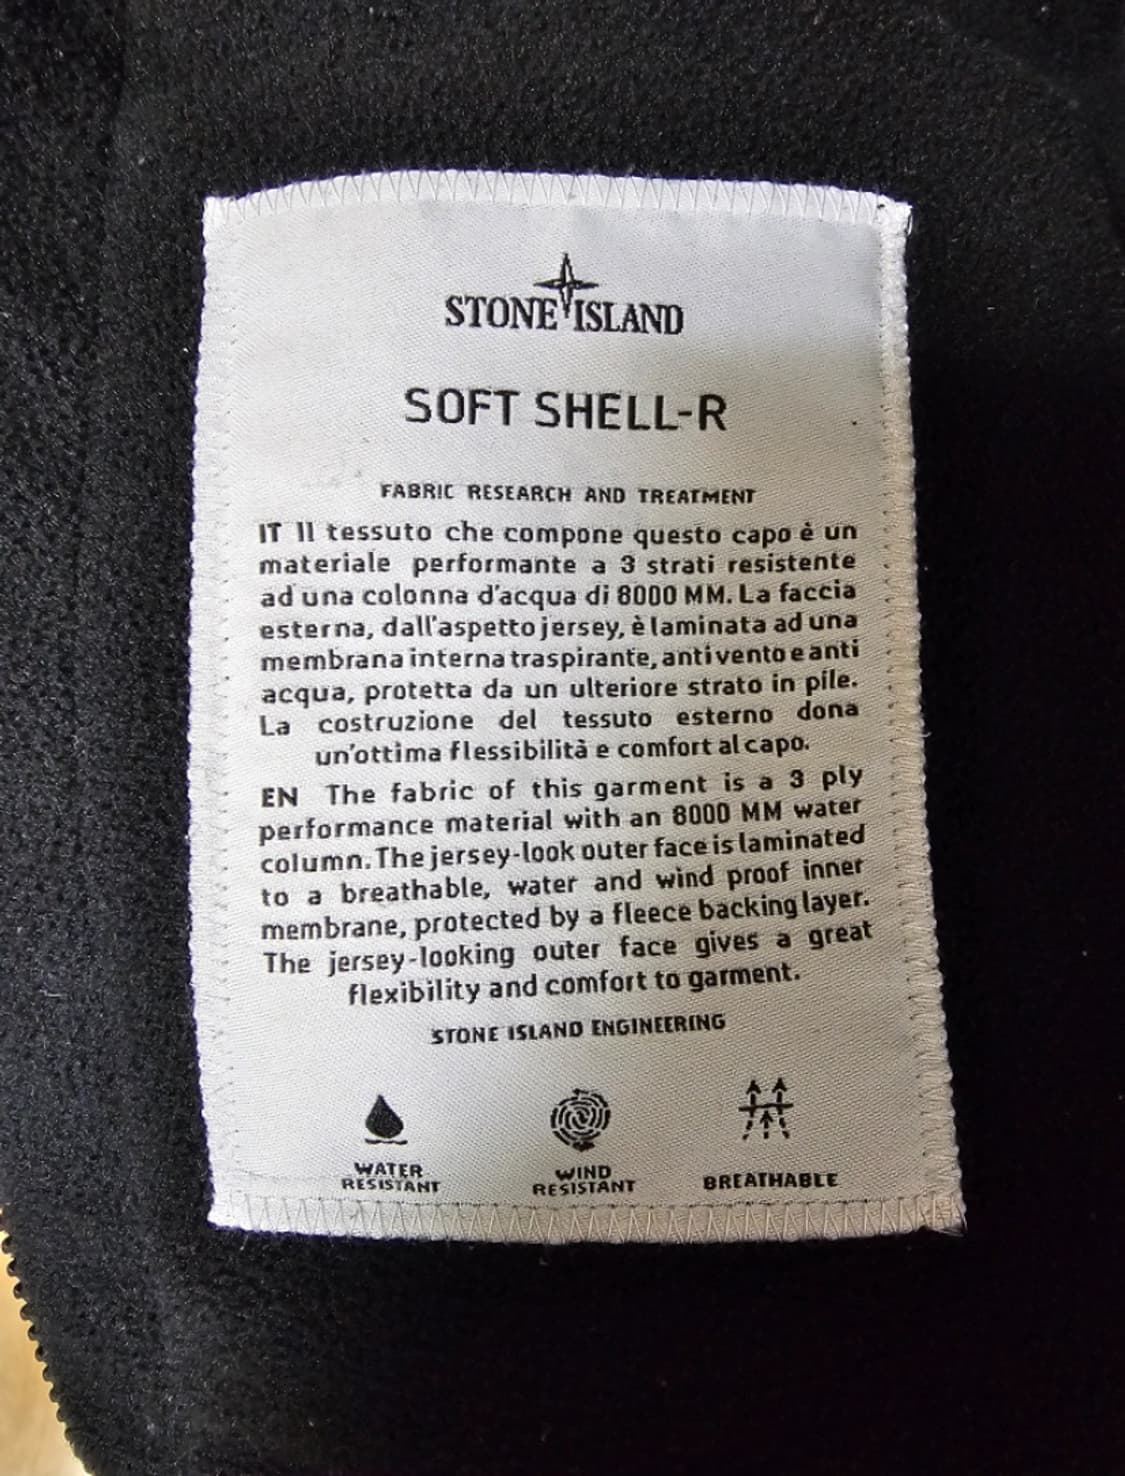 STONE ISLAND
SOFT SHELL-R
FABRIC RESEARCH AND TREATMENT
IT Il tessuto che compone questo capo è un
materiale performante a 3 strati resistente
ad una colonna d'acqua di 8000 MM. La faccia
esterna, dall'aspetto jersey, è laminata ad una
membrana interna traspirante, antivento e anti
acqua, protetta da un ulteriore strato in pile.
La costruzione del tessuto esterno dona
un'ottima flessibilità e comfort al capo.
EN The fabric of this garment is a 3 ply
performance material with an 8000 MM water
column. The jersey-look outer face is laminated
to a breathable, water and wind proof inner
membrane, protected by a fleece backing layer.
The jersey-looking outer face gives a great
flexibility and comfort to garment.
STONE ISLAND ENGINEERING
WATER
RESISTANT
WIND
RESISTANT
BREATHABLE